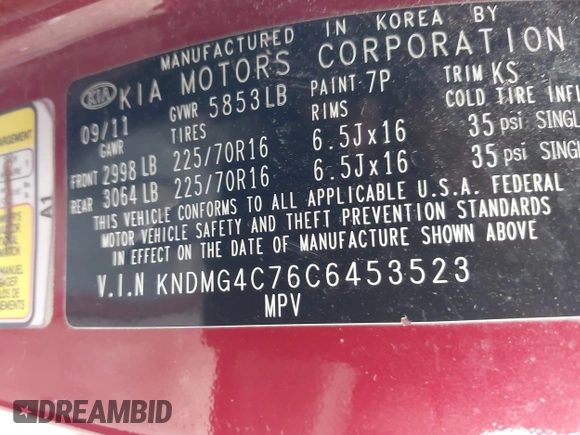 MANUFACTURED IN KOREA BY
KIA KIA MOTORS CORPORATION
09/11 GVWR 5853LB PAINT 7P TRIM KS
GAWR TIRES RIMS COLD TIRE INFL
FRONT 2998 LB 225/70R16 6.5Jx16 35 psi SINGL
REAR 3064 LB 225/70R16 6.5Jx16 35 psi SINGL
THIS VEHICLE CONFORMS TO ALL APPLICABLE U.S.A. FEDERAL
MOTOR VEHICLE SAFETY AND THEFT PREVENTION STANDARDS
IN EFFECT ON THE DATE OF MANUFACTURE SHOWN ABOVE
V.I.N KNDMG4C76C6453523
MPV
A1
DREAMBID